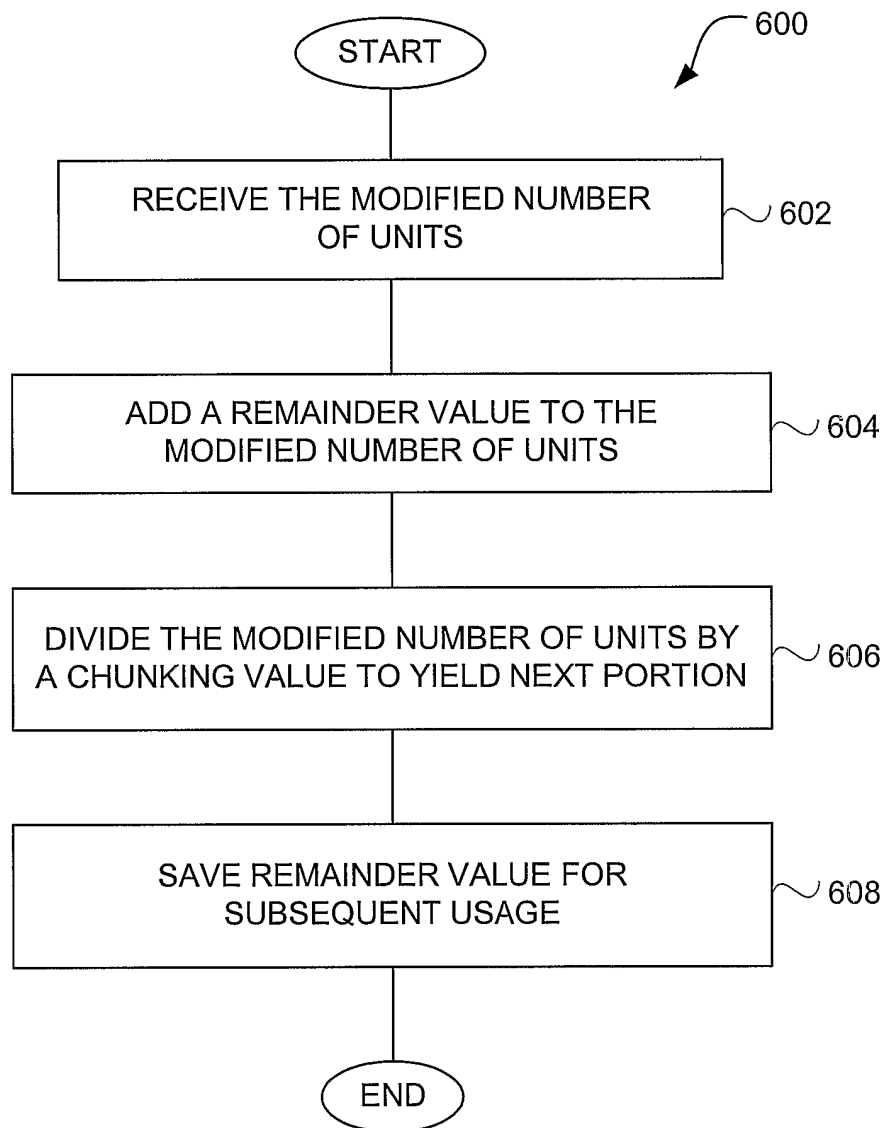 600
START
RECEIVE THE MODIFIED NUMBER
OF UNITS
602
ADD A REMAINDER VALUE TO THE
MODIFIED NUMBER OF UNITS
604
DIVIDE THE MODIFIED NUMBER OF UNITS BY
A CHUNKING VALUE TO YIELD NEXT PORTION
606
SAVE REMAINDER VALUE FOR
SUBSEQUENT USAGE
608
END